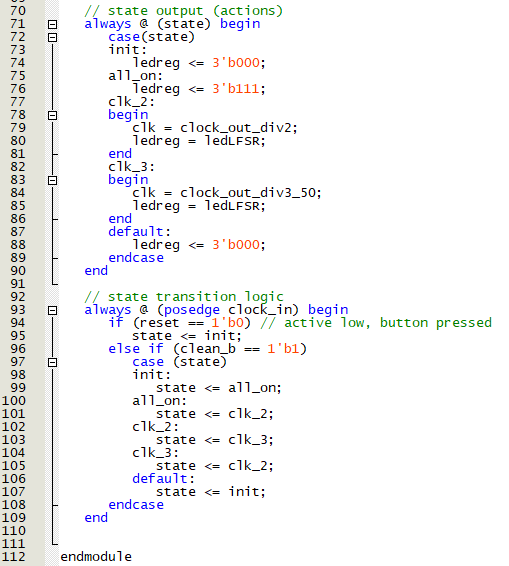 70 // state output (actions)
71 always @ (state) begin
72 case(state)
73 init:
74 ledreg <= 3'b000;
75 all_on:
76 ledreg <= 3'b111;
77 clk_2:
78 begin
79 clk = clock_out_div2;
80 ledreg = ledLFSR;
81 end
82 clk_3:
83 begin
84 clk = clock_out_div3_50;
85 ledreg = ledLFSR;
86 end
87 default:
88 ledreg <= 3'b000;
89 endcase
90 end
91
92 // state transition logic
93 always @ (posedge clock_in) begin
94 if (reset == 1'b0) // active low, button pressed
95 state <= init;
96 else if (clean_b == 1'b1)
97 case (state)
98 init:
99 state <= all_on;
100 all_on:
101 state <= clk_2;
102 clk_2:
103 state <= clk_3;
104 clk_3:
105 state <= clk_2;
106 default:
107 state <= init;
108 endcase
109 end
110
111
112 endmodule